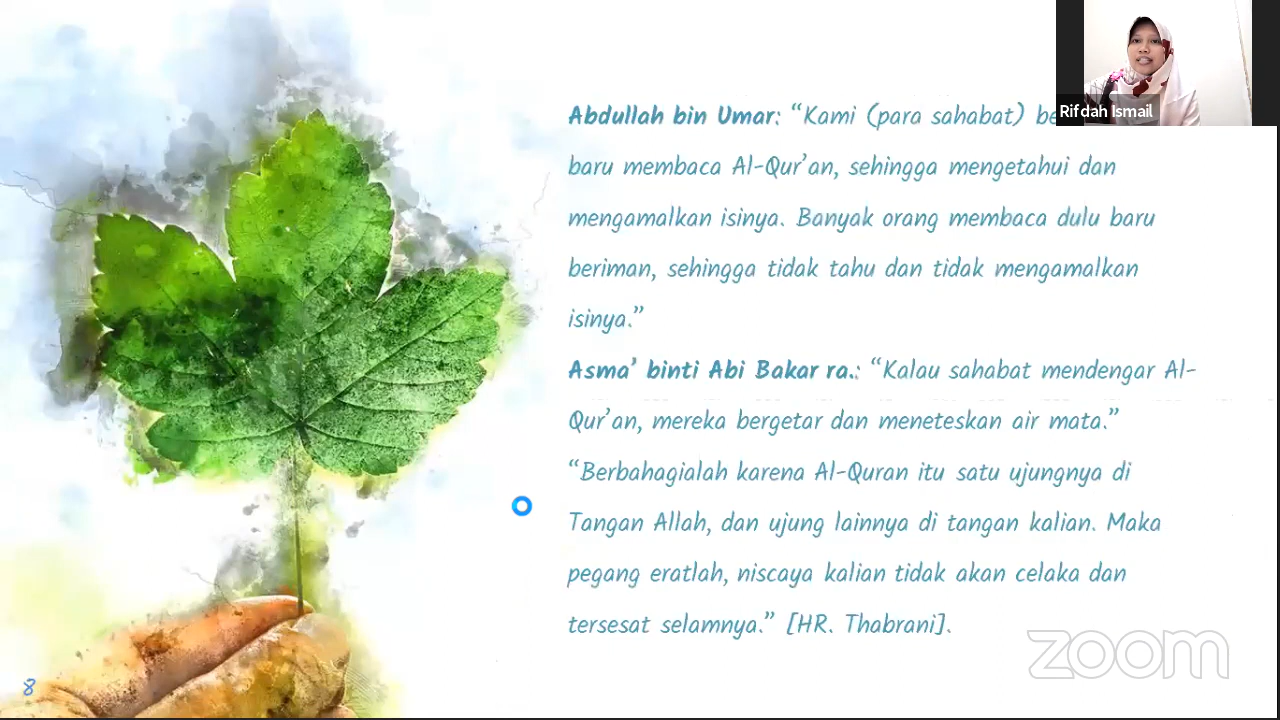 Rifdah Ismail
Abdullah bin Umar: “Kami (para sahabat)
baru membaca Al-Qur’an, sehingga mengetahui dan
mengamalkan isinya. Banyak orang membaca dulu baru
beriman, sehingga tidak tahu dan tidak mengamalkan
isinya.”
Asma’ binti Abi Bakar ra.: “Kalau sahabat mendengar Al-
Qur’an, mereka bergetar dan meneteskan air mata.”
“Berbahagialah karena Al-Quran itu satu ujungnya di
Tangan Allah, dan ujung lainnya di tangan kalian. Maka
pegang eratlah, niscaya kalian tidak akan celaka dan
tersesat selamnya.” [HR. Thabrani].
zoom
8